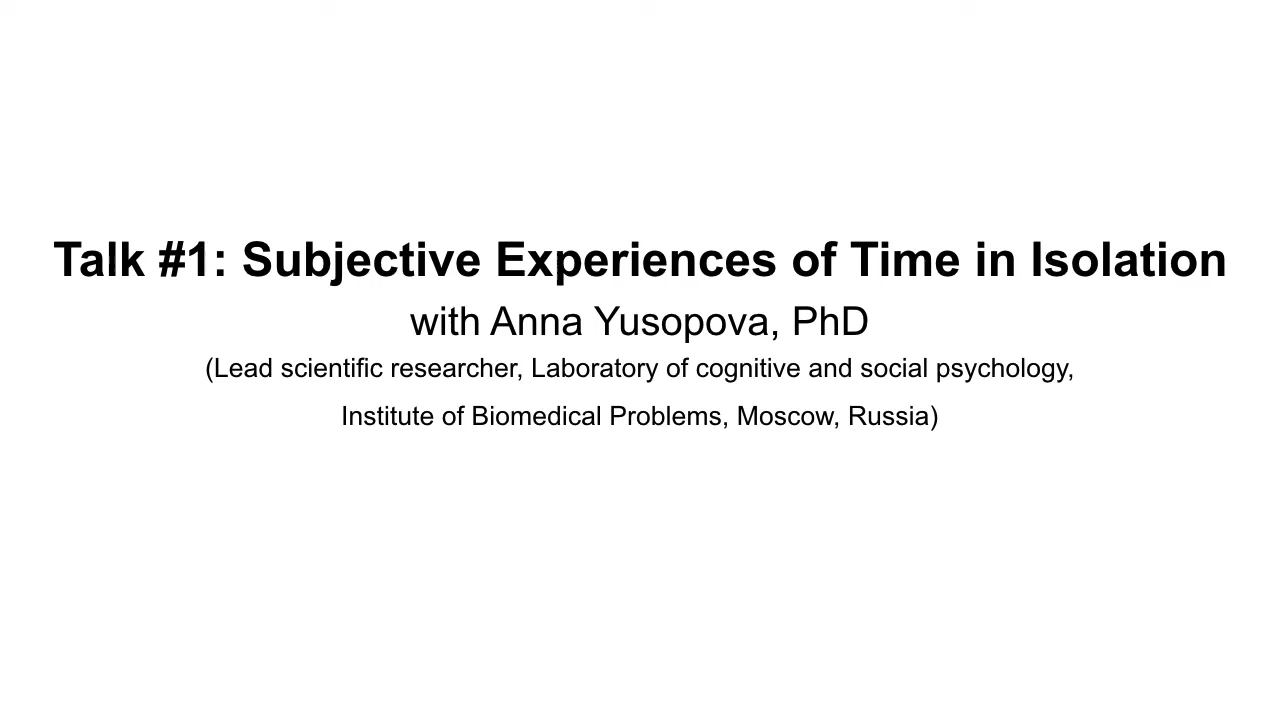 Talk #1: Subjective Experiences of Time in Isolation
with Anna Yusopova, PhD
(Lead scientific researcher, Laboratory of cognitive and social psychology,
Institute of Biomedical Problems, Moscow, Russia)